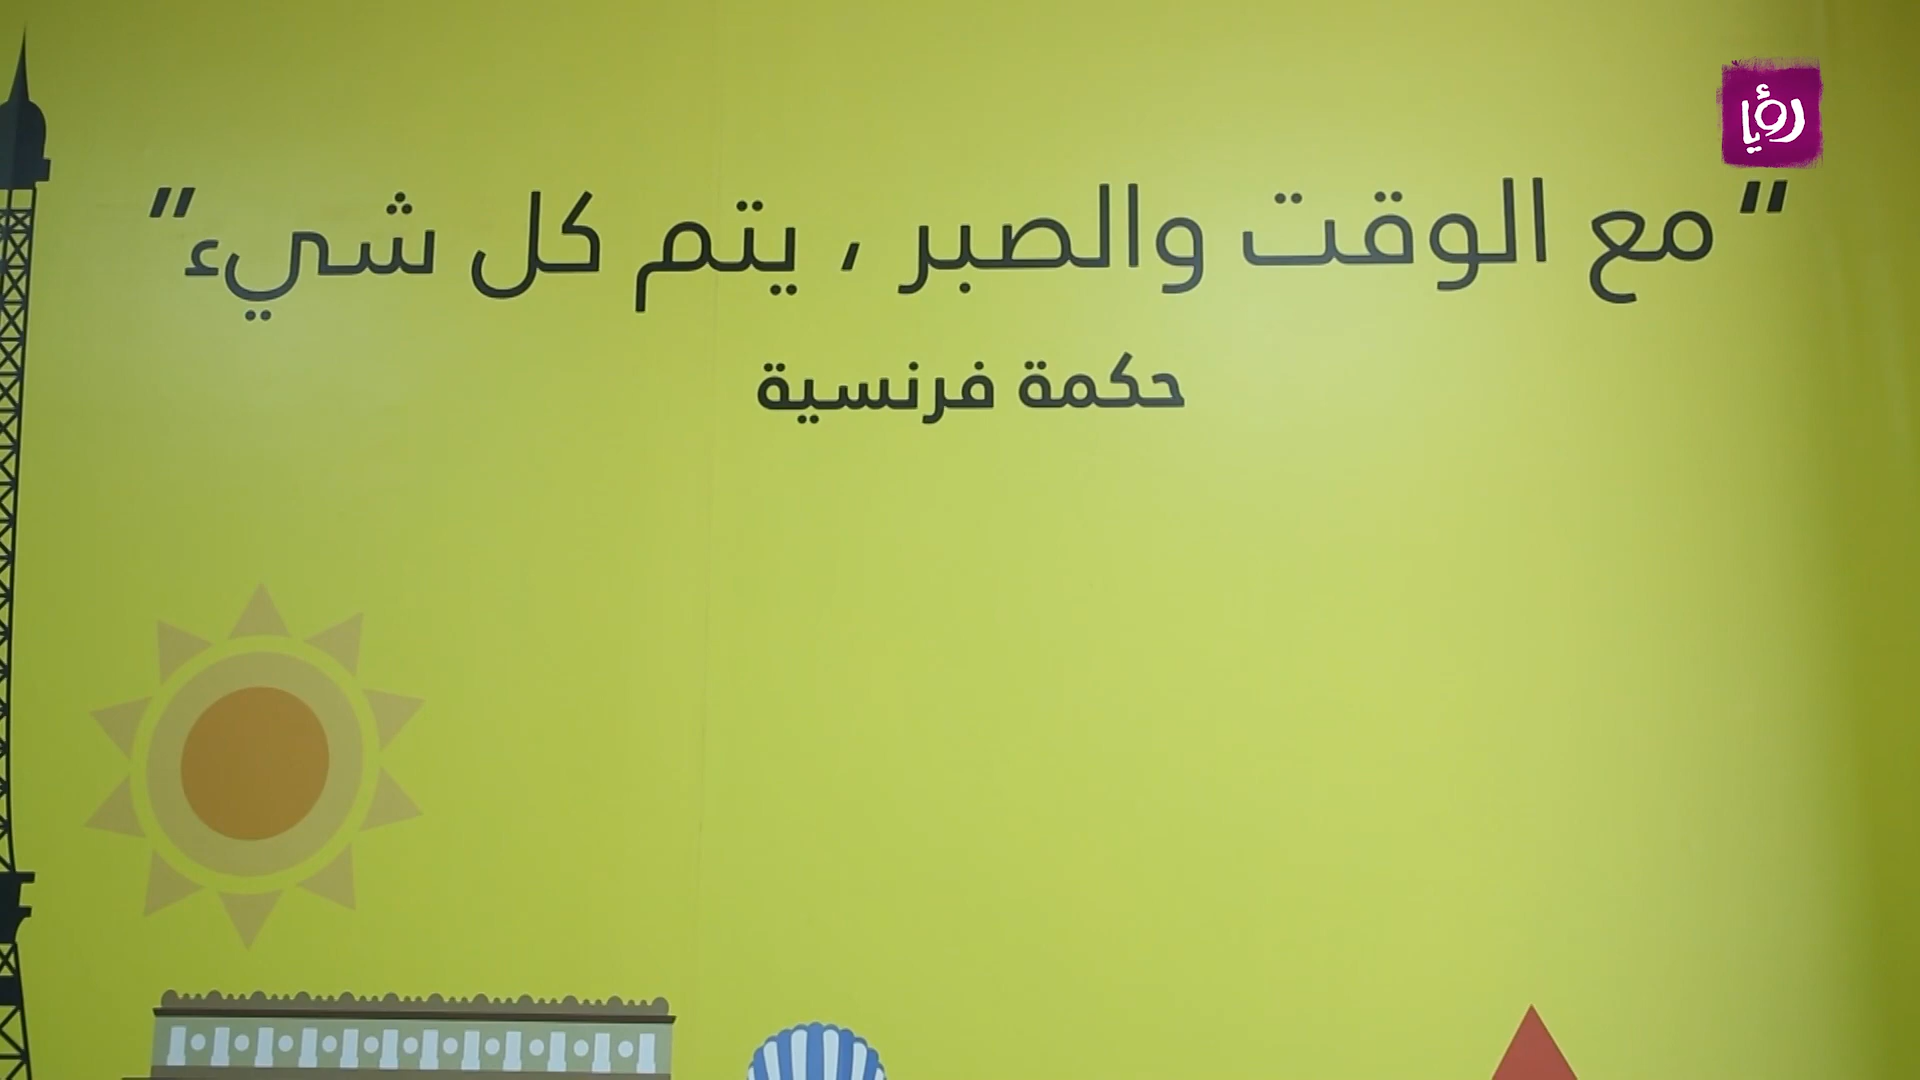 رؤيا
"مع الوقت والصبر ، يتم كل شيء"
حكمة فرنسية